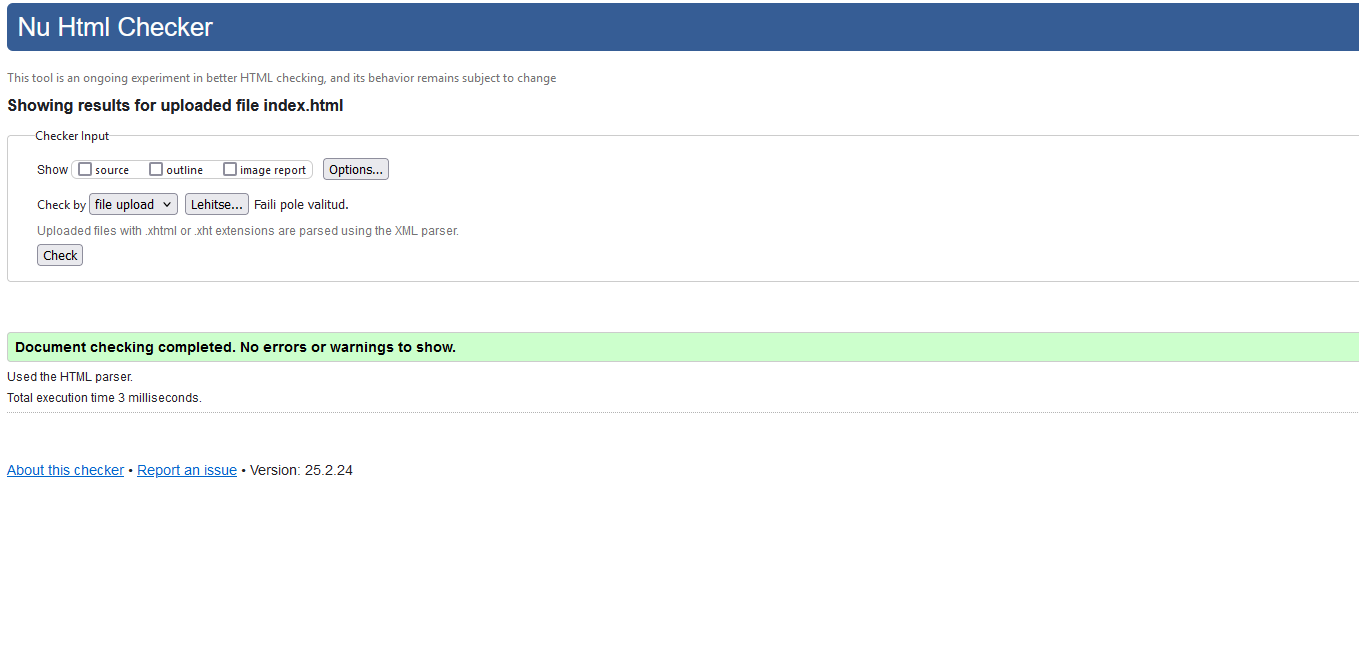 Nu Html Checker
This tool is an ongoing experiment in better HTML checking, and its behavior remains subject to change
Showing results for uploaded file index.html
Checker Input
Show source outline image report Options...
Check by file upload Lehitse... Faili pole valitud.
Uploaded files with .xhtml or .xht extensions are parsed using the XML parser.
Check
Document checking completed. No errors or warnings to show.
Used the HTML parser.
Total execution time 3 milliseconds.
About this checker • Report an issue • Version: 25.2.24